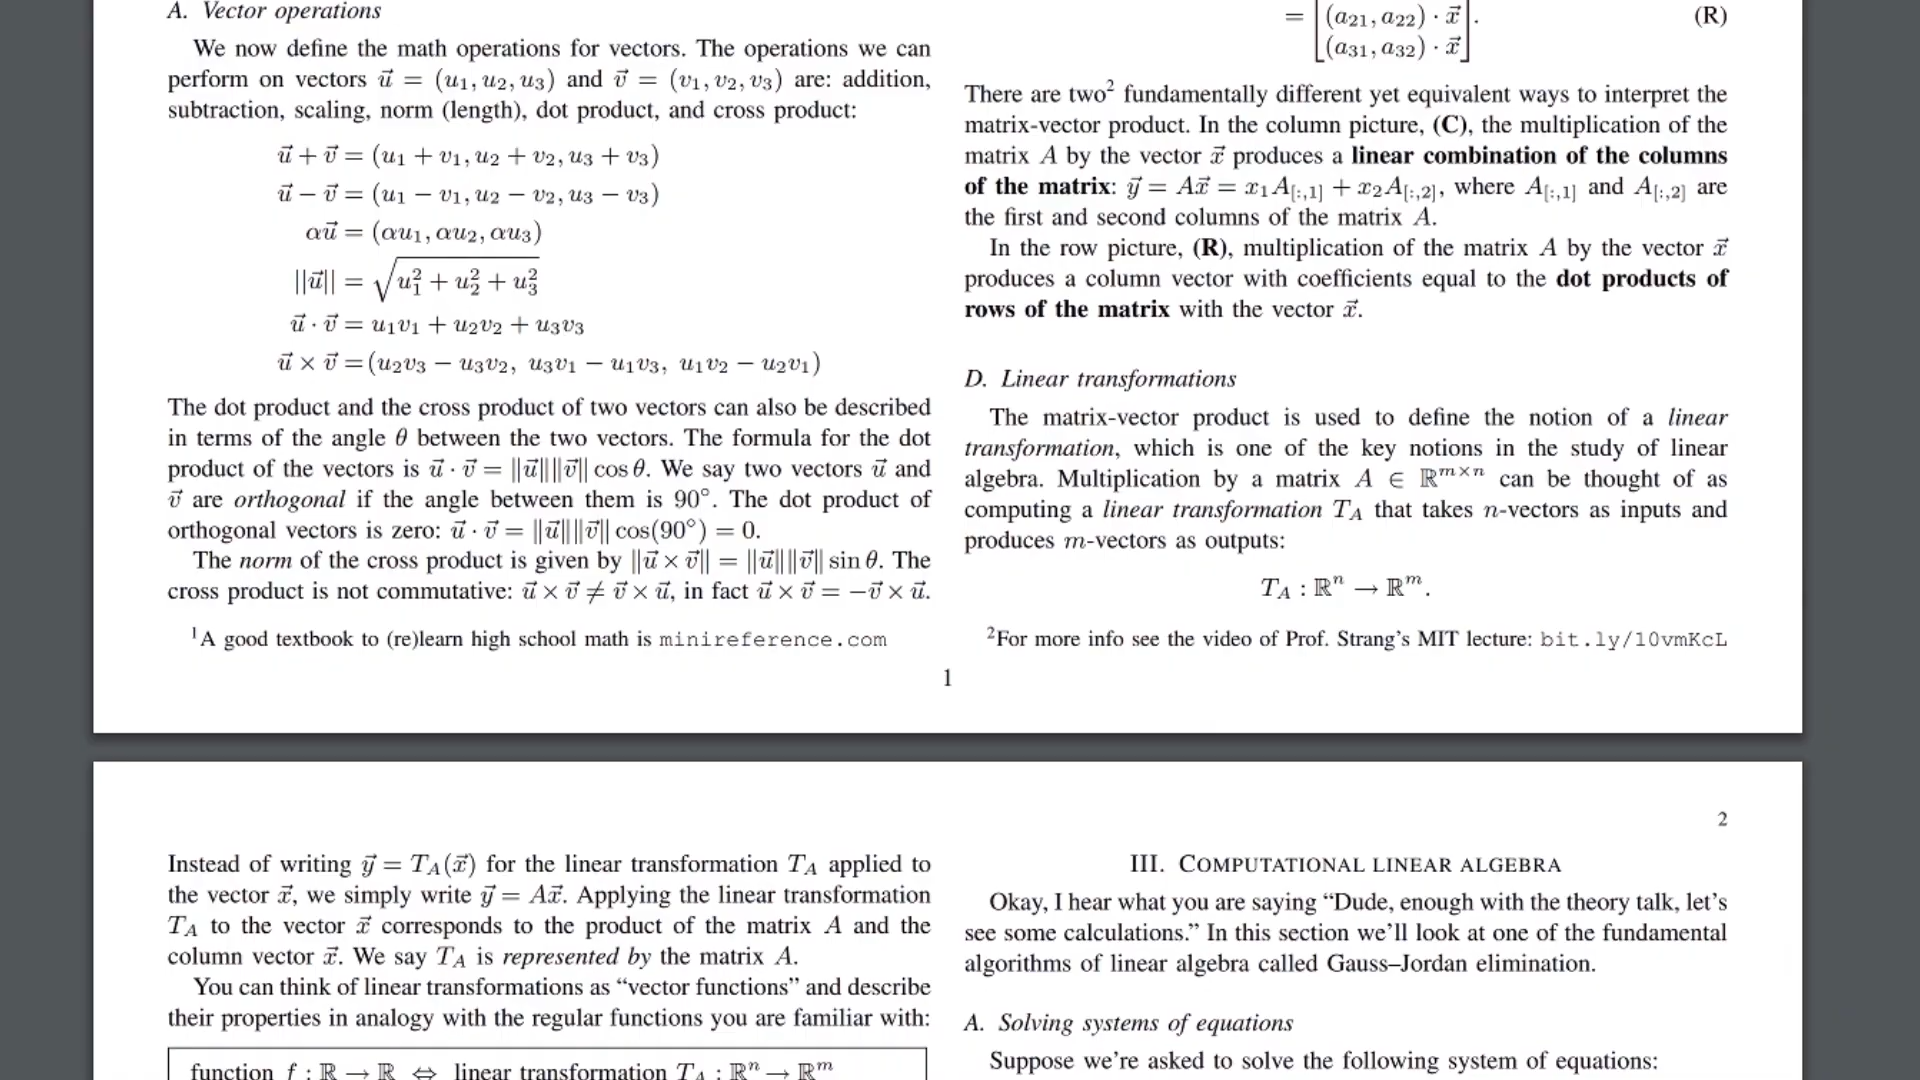 A. Vector operations
We now define the math operations for vectors. The operations we can
perform on vectors u⃗ = (u₁, u₂, u₃) and v⃗ = (v₁, v₂, v₃) are: addition,
subtraction, scaling, norm (length), dot product, and cross product:
u⃗ + v⃗ = (u₁ + v₁, u₂ + v₂, u₃ + v₃)
u⃗ − v⃗ = (u₁ − v₁, u₂ − v₂, u₃ − v₃)
αu⃗ = (αu₁, αu₂, αu₃)
||u⃗|| = √(u₁² + u₂² + u₃²)
u⃗ · v⃗ = u₁v₁ + u₂v₂ + u₃v₃
u⃗ × v⃗ = (u₂v₃ − u₃v₂, u₃v₁ − u₁v₃, u₁v₂ − u₂v₁)
The dot product and the cross product of two vectors can also be described
in terms of the angle θ between the two vectors. The formula for the dot
product of the vectors is u⃗ · v⃗ = ‖u⃗‖‖v⃗‖ cos θ. We say two vectors u⃗ and
v⃗ are orthogonal if the angle between them is 90°. The dot product of
orthogonal vectors is zero: u⃗ · v⃗ = ‖u⃗‖‖v⃗‖ cos(90°) = 0.
The norm of the cross product is given by ‖u⃗ × v⃗‖ = ‖u⃗‖‖v⃗‖ sin θ. The
cross product is not commutative: u⃗ × v⃗ ≠ v⃗ × u⃗, in fact u⃗ × v⃗ = −v⃗ × u⃗.
¹A good textbook to (re)learn high school math is minireference.com
= [(a₂₁, a₂₂) · x⃗]. (R)
(a₃₁, a₃₂) · x⃗
There are two² fundamentally different yet equivalent ways to interpret the
matrix-vector product. In the column picture, (C), the multiplication of the
matrix A by the vector x⃗ produces a linear combination of the columns
of the matrix: y⃗ = Ax⃗ = x₁A[:,1] + x₂A[:,2], where A[:,1] and A[:,2] are
the first and second columns of the matrix A.
In the row picture, (R), multiplication of the matrix A by the vector x⃗
produces a column vector with coefficients equal to the dot products of
rows of the matrix with the vector x⃗.
D. Linear transformations
The matrix-vector product is used to define the notion of a linear
transformation, which is one of the key notions in the study of linear
algebra. Multiplication by a matrix A ∈ ℝᵐˣⁿ can be thought of as
computing a linear transformation T_A that takes n-vectors as inputs and
produces m-vectors as outputs:
T_A : ℝⁿ → ℝᵐ.
²For more info see the video of Prof. Strang's MIT lecture: bit.ly/10vmKcL
1
2
Instead of writing y⃗ = T_A(x⃗) for the linear transformation T_A applied to
the vector x⃗, we simply write y⃗ = Ax⃗. Applying the linear transformation
T_A to the vector x⃗ corresponds to the product of the matrix A and the
column vector x⃗. We say T_A is represented by the matrix A.
You can think of linear transformations as “vector functions” and describe
their properties in analogy with the regular functions you are familiar with:
function f : ℝ → ℝ ⇔ linear transformation T_A : ℝⁿ → ℝᵐ
III. COMPUTATIONAL LINEAR ALGEBRA
Okay, I hear what you are saying “Dude, enough with the theory talk, let’s
see some calculations.” In this section we’ll look at one of the fundamental
algorithms of linear algebra called Gauss–Jordan elimination.
A. Solving systems of equations
Suppose we’re asked to solve the following system of equations: